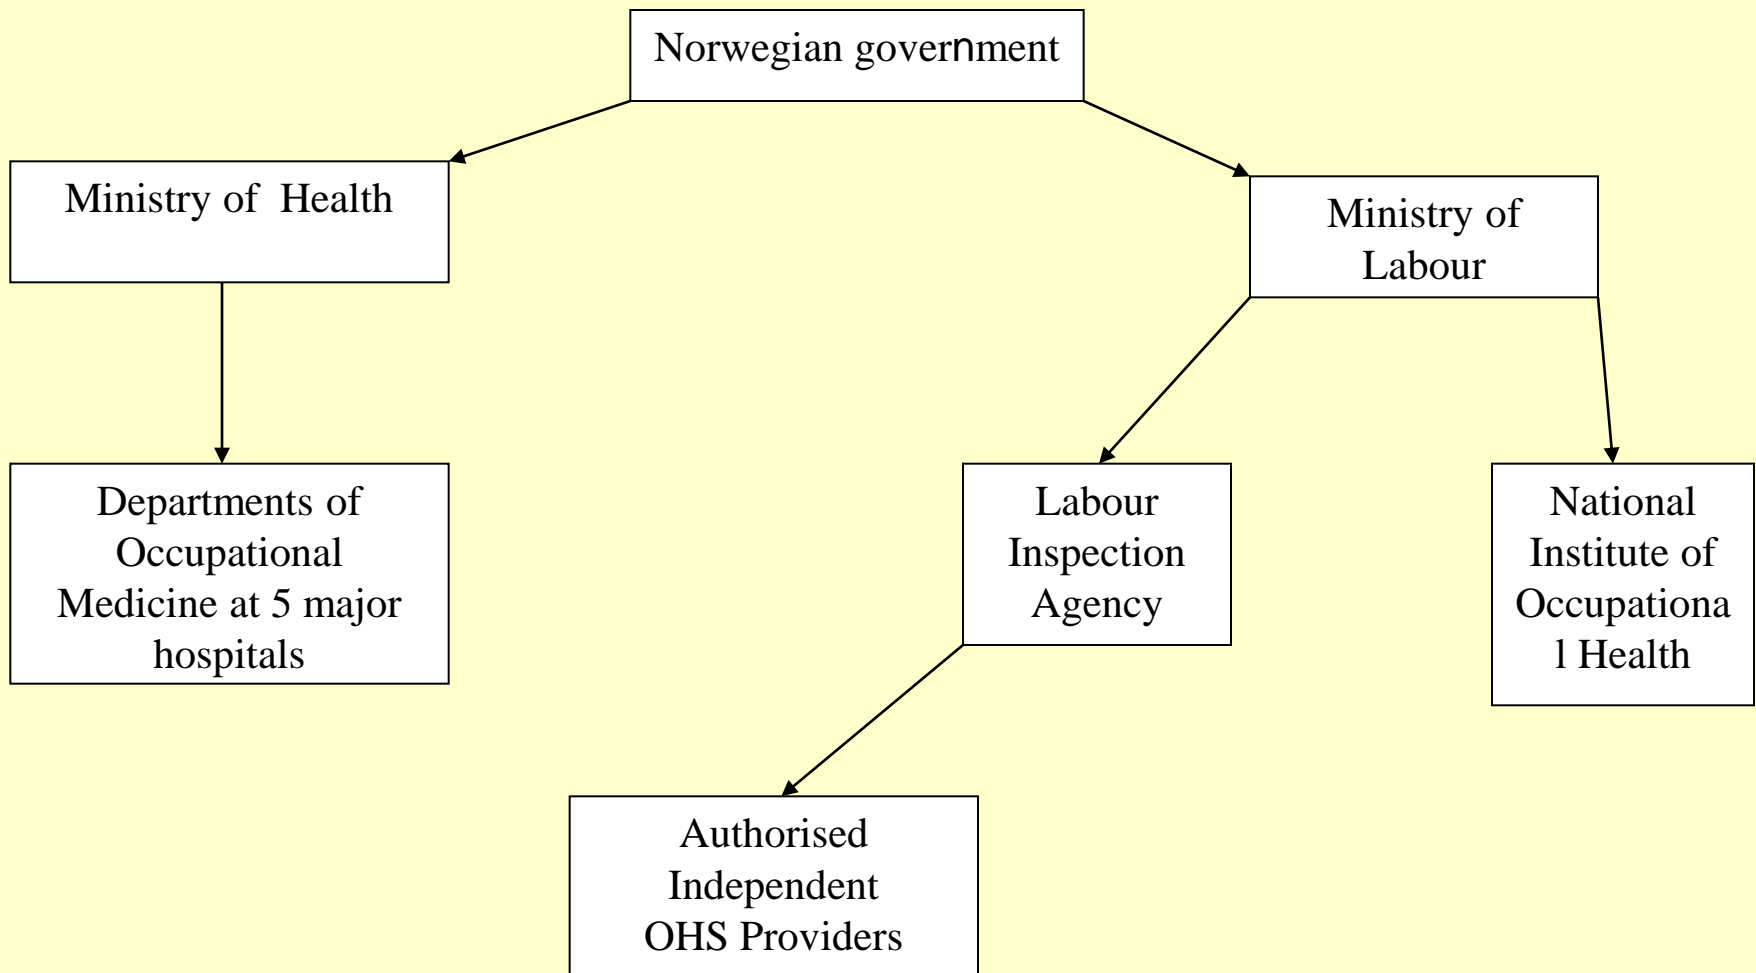 Norwegian government
Ministry of Health
Ministry of
Labour
Departments of
Occupational
Medicine at 5 major
hospitals
Labour
Inspection
Agency
National
Institute of
Occupationa
l Health
Authorised
Independent
OHS Providers